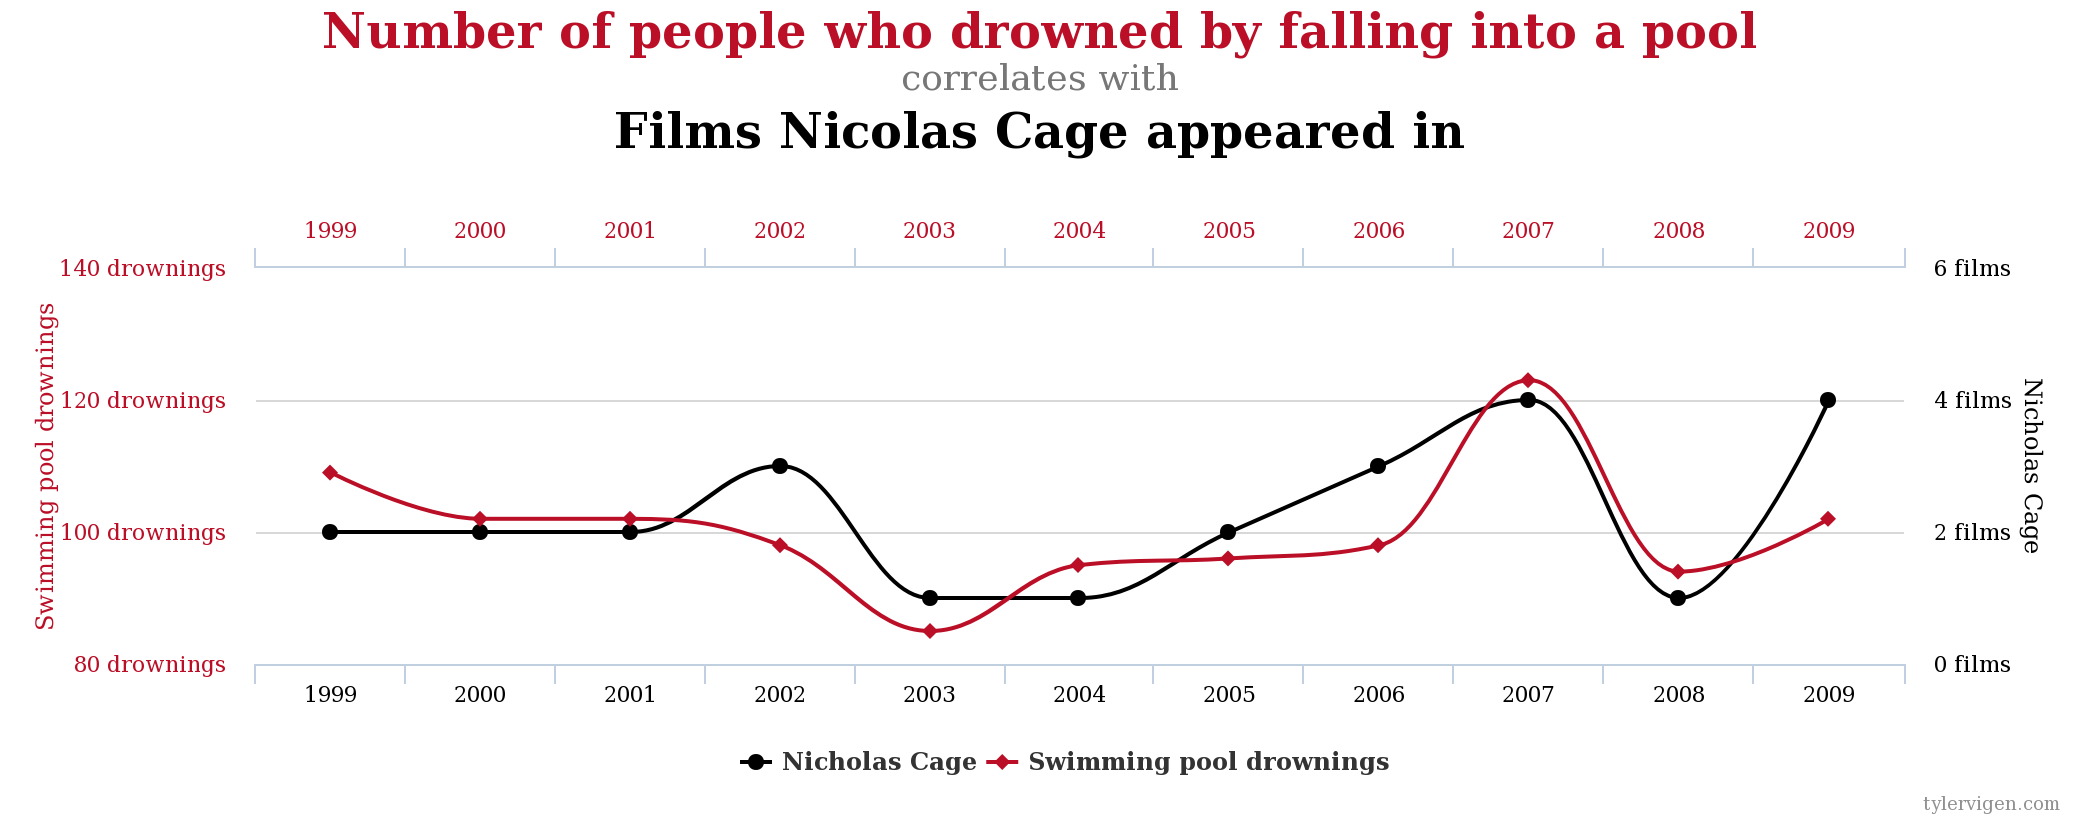 Number of people who drowned by falling into a pool
correlates with
Films Nicolas Cage appeared in
1999 2000 2001 2002 2003 2004 2005 2006 2007 2008 2009
140 drownings 6 films
Swimming pool drownings
120 drownings 4 films
Nicholas Cage
100 drownings 2 films
80 drownings 0 films
1999 2000 2001 2002 2003 2004 2005 2006 2007 2008 2009
Nicholas Cage Swimming pool drownings
tylervigen.com